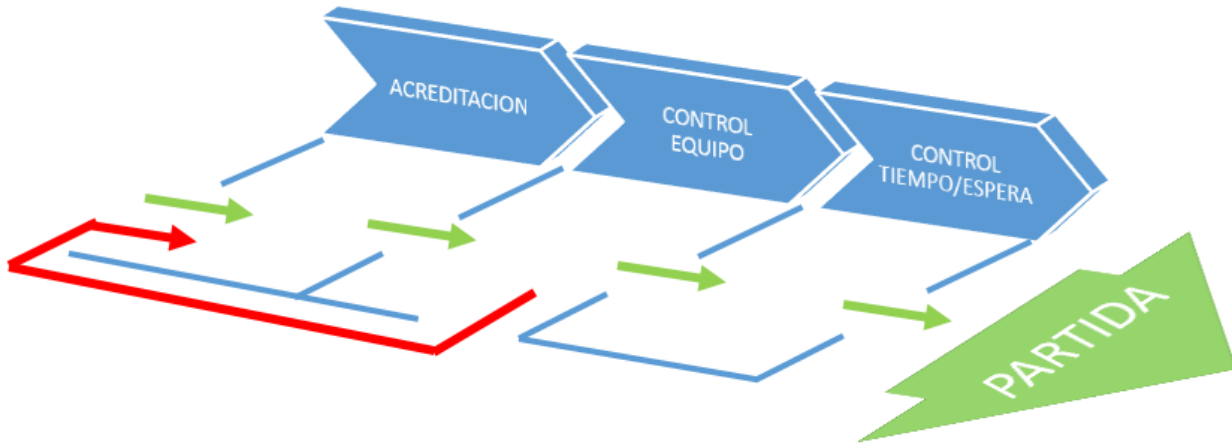 ACREDITACION
CONTROL
EQUIPO
CONTROL
TIEMPO/ESPERA
PARTIDA